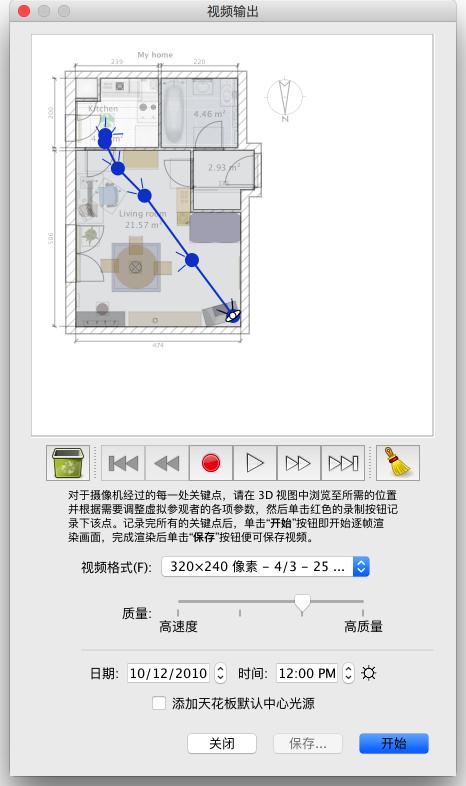 视频输出
My home
239
220
200
Kitchen
4.46 m²
2.93 m²
Living room
21.57 m²
506
474
N
对于摄像机经过的每一处关键点，请在 3D 视图中浏览至所需的位置
并根据需要调整虚拟参观者的各项参数，然后单击红色的录制按钮记
录下该点。记录完所有的关键点后，单击“开始”按钮即开始逐帧渲
染画面，完成渲染后单击“保存”按钮便可保存视频。
视频格式(F): 320×240 像素 – 4/3 – 25 ...
质量:
高速度 高质量
日期: 10/12/2010 时间: 12:00 PM
添加天花板默认中心光源
关闭 保存... 开始